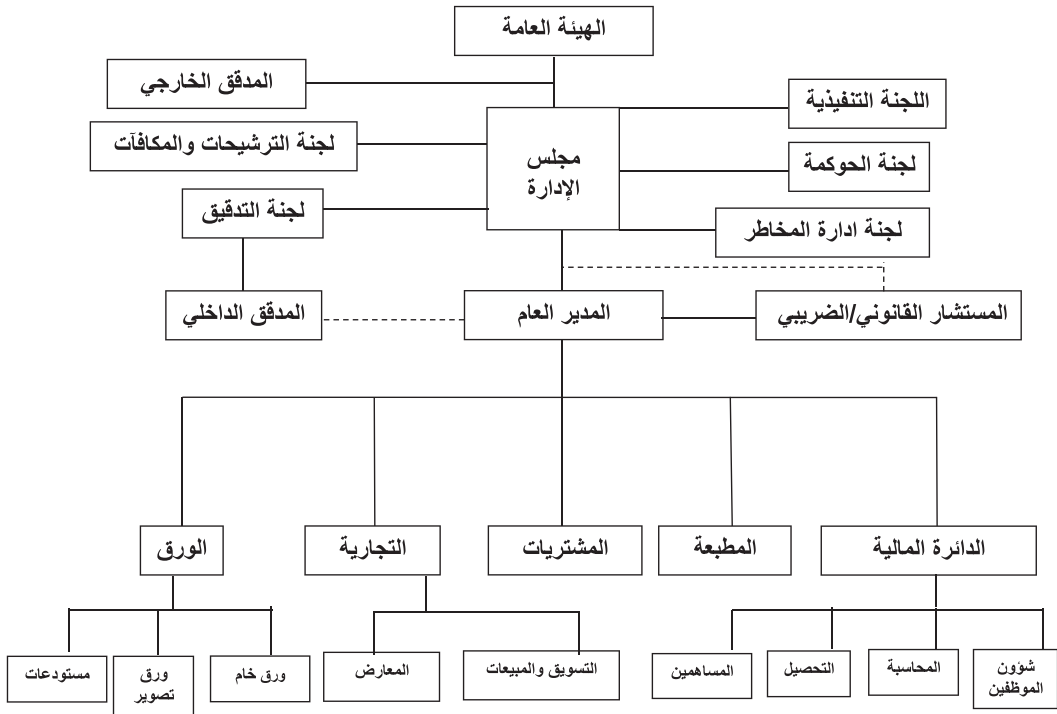 الهيئة العامة
المدقق الخارجي
اللجنة التنفيذية
لجنة الترشيحات والمكافآت
مجلس
الإدارة
لجنة الحوكمة
لجنة التدقيق
لجنة ادارة المخاطر
المستشار القانوني/الضريبي
المدير العام
المدقق الداخلي
الدائرة المالية
المطبعة
المشتريات
التجارية
الورق
شؤون
الموظفين
المحاسبة
التحصيل
المساهمين
التسويق والمبيعات
المعارض
ورق خام
ورق
تصوير
مستودعات